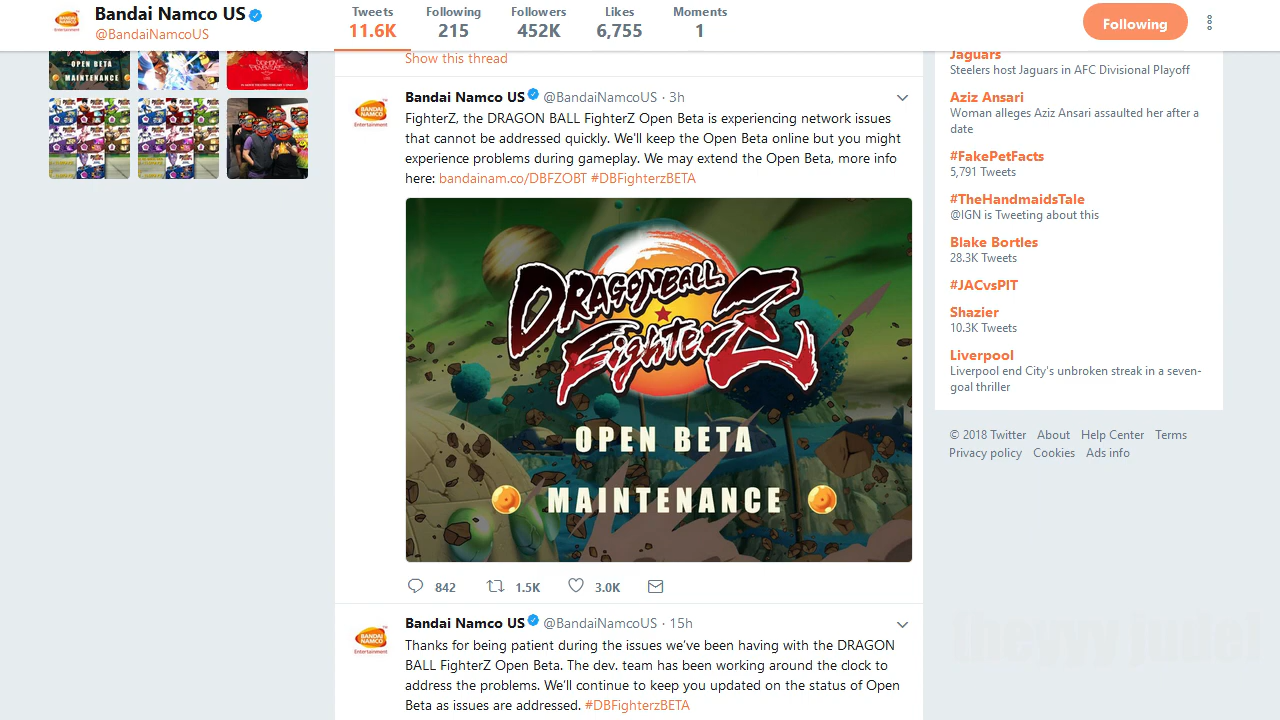 Bandai Namco US
@BandaiNamcoUS
Tweets
11.6K
Following
215
Followers
452K
Likes
6,755
Moments
1
Following
OPEN BETA
MAINTENANCE
Show this thread
Bandai Namco US @BandaiNamcoUS · 3h
FighterZ, the DRAGON BALL FighterZ Open Beta is experiencing network issues
that cannot be addressed quickly. We'll keep the Open Beta online but you might
experience problems during gameplay. We may extend the Open Beta, more info
here: bandainam.co/DBFZOBT #DBFighterzBETA
BANDAI
NAMCO
Entertainment
DRAGONBALL
FighterZ
OPEN BETA
MAINTENANCE
842
1.5K
3.0K
Bandai Namco US @BandaiNamcoUS · 15h
Thanks for being patient during the issues we've been having with the DRAGON
BALL FighterZ Open Beta. The dev. team has been working around the clock to
address the problems. We'll continue to keep you updated on the status of Open
Beta as issues are addressed. #DBFighterzBETA
BANDAI
NAMCO
Entertainment
Jaguars
Steelers host Jaguars in AFC Divisional Playoff
Aziz Ansari
Woman alleges Aziz Ansari assaulted her after a
date
#FakePetFacts
5,791 Tweets
#TheHandmaidsTale
@IGN is Tweeting about this
Blake Bortles
28.3K Tweets
#JACvsPIT
Shazier
10.3K Tweets
Liverpool
Liverpool end City's unbroken streak in a seven-
goal thriller
© 2018 Twitter About Help Center Terms
Privacy policy Cookies Ads info